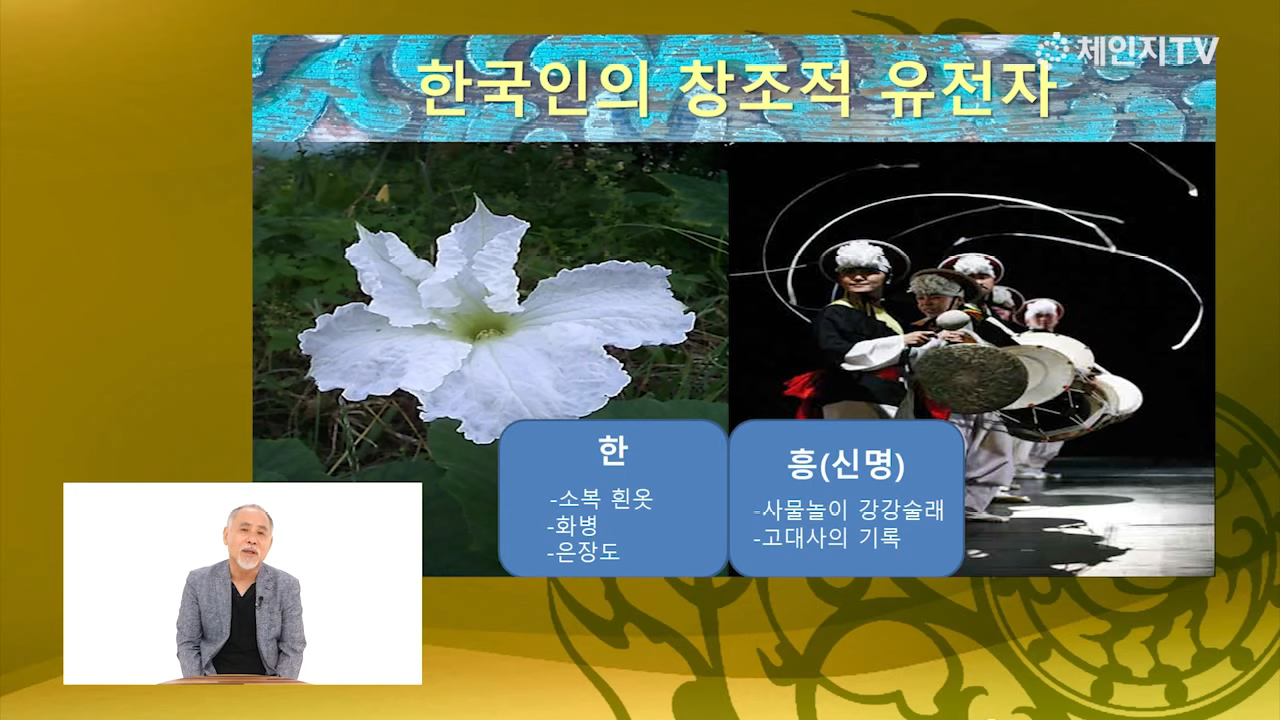 체인지TV
한국인의 창조적 유전자
한
-소복 흰옷
-화병
-은장도
흥(신명)
-사물놀이 강강술래
-고대사의 기록